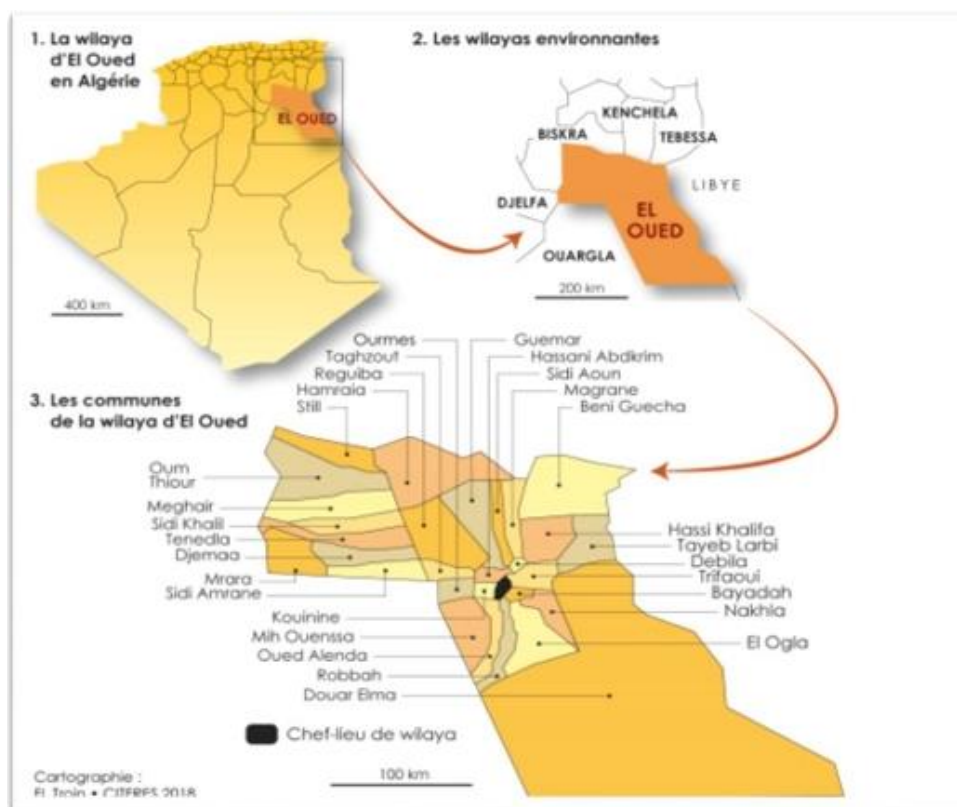 1. La wilaya
d'El Oued
en Algérie
EL OUED
400 km
2. Les wilayas environnantes
KENCHELA
BISKRA
TEBESSA
LIBYE
DJELFA
EL
OUED
OUARGLA
200 km
3. Les communes
de la wilaya d'El Oued
Ourmes
Taghzout
Reguiba
Hamraia
Still
Guemar
Hassani Abdkrim
Sidi Aoun
Magrane
Beni Guecha
Oum
Thiour
Meghair
Sidi Khalil
Tenedla
Djemaa
Mrara
Sidi Amrane
Hassi Khalifa
Tayeb Larbi
Debila
Trifaoui
Bayadah
Nakhla
El Ogla
Kouinine
Mih Ouenssa
Oued Alenda
Robbah
Douar Elma
Chef-lieu de wilaya
100 km
Cartographie :
FL Troin • CITERES 2018